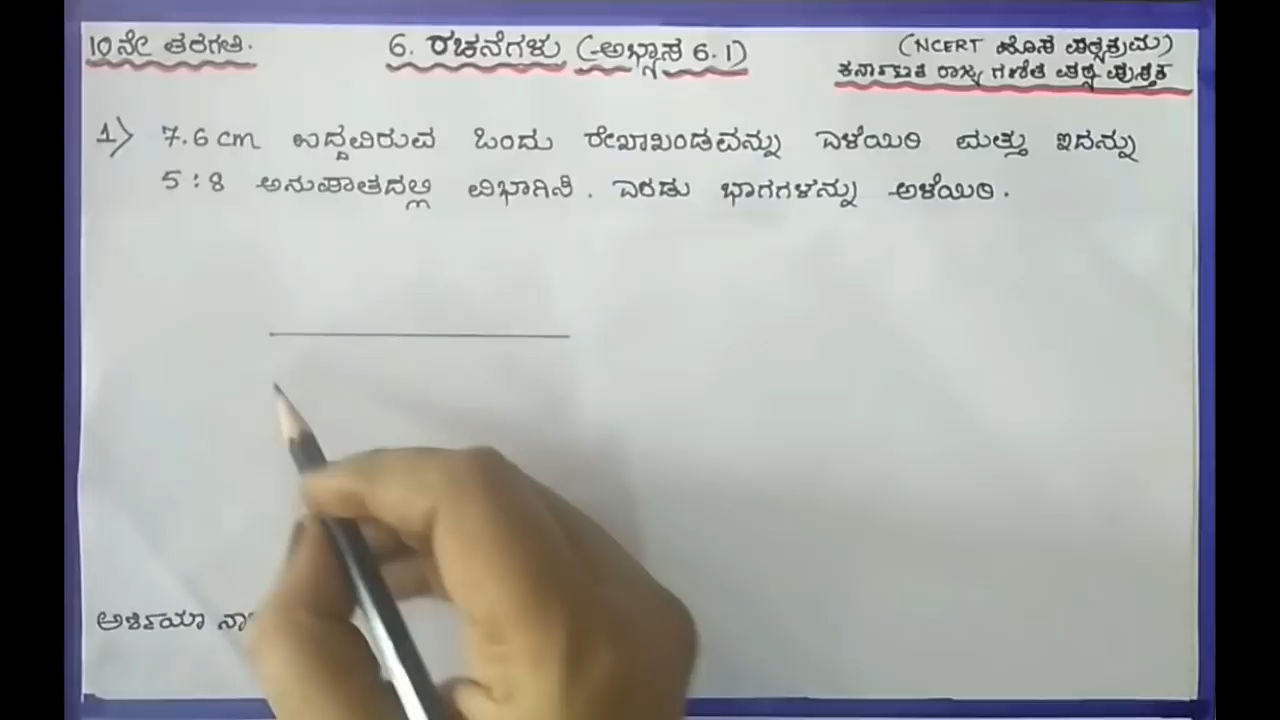 10ನೇ ತರಗತಿ.
6. ರಚನೆಗಳು (ಅಭ್ಯಾಸ 6.1)
(NCERT ಹೊಸ ಪಠ್ಯಕ್ರಮ)
ಕರ್ನಾಟಕ ರಾಜ್ಯ ಗಣಿತ ಪಠ್ಯ ಪುಸ್ತಕ
1) 7.6 cm ಉದ್ದವಿರುವ ಒಂದು ರೇಖಾಖಂಡವನ್ನು ಎಳೆಯಿರಿ ಮತ್ತು ಇದನ್ನು
5:8 ಅನುಪಾತದಲ್ಲಿ ವಿಭಾಗಿಸಿ. ಎರಡು ಭಾಗಗಳನ್ನು ಅಳೆಯಿರಿ.